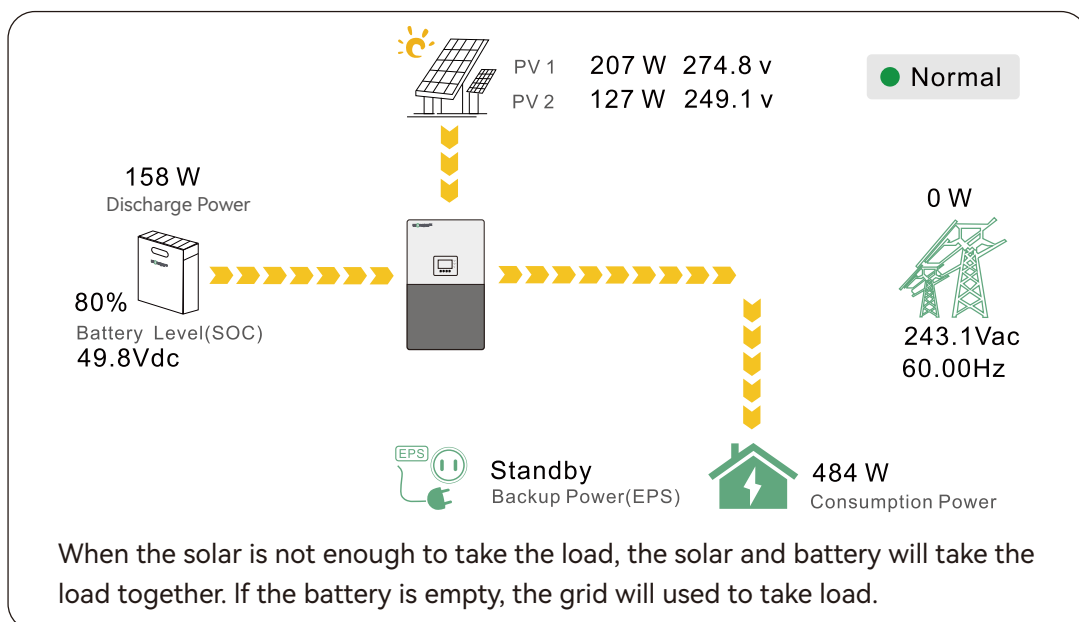 PV 1 207 W 274.8 v
PV 2 127 W 249.1 v
Normal
158 W
Discharge Power
0 W
80%
Battery Level(SOC)
49.8Vdc
243.1Vac
60.00Hz
EPS
Standby
Backup Power(EPS)
484 W
Consumption Power
When the solar is not enough to take the load, the solar and battery will take the
load together. If the battery is empty, the grid will used to take load.